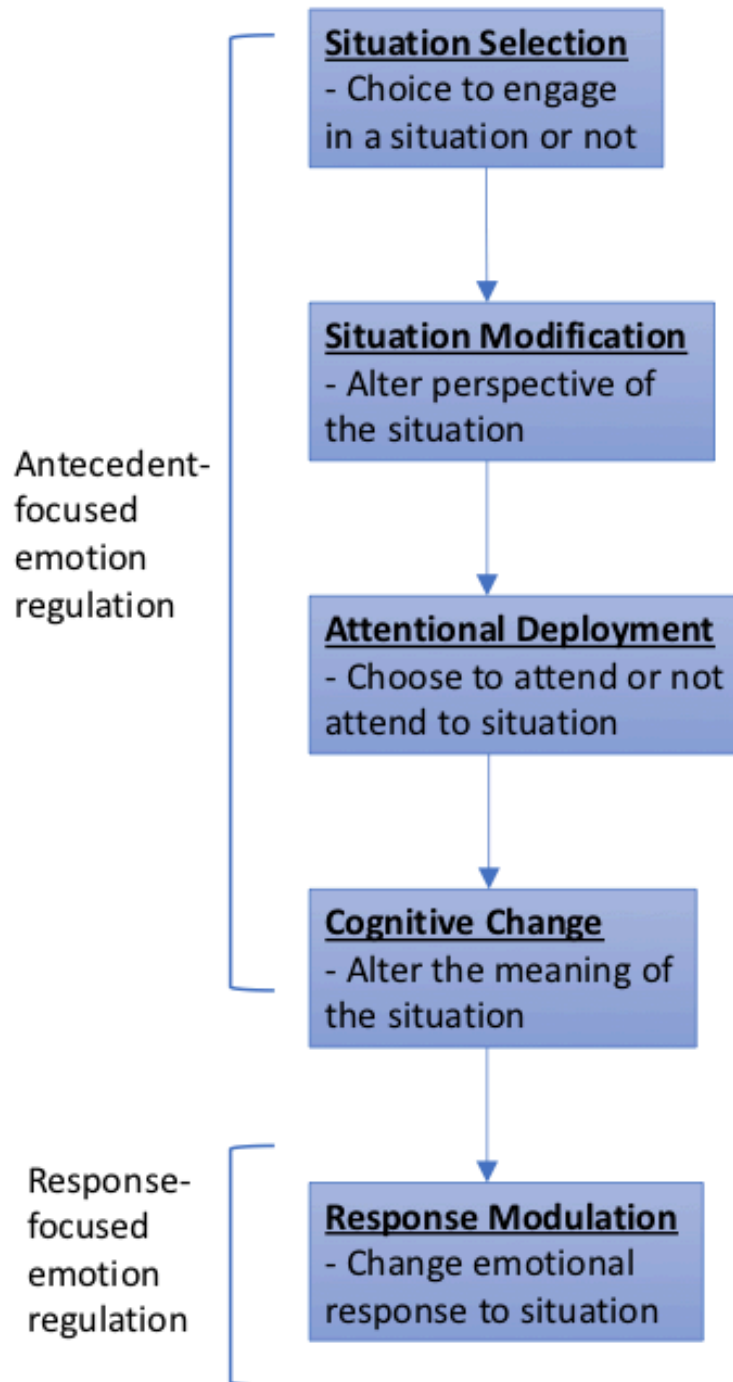 Situation Selection
- Choice to engage
in a situation or not
Situation Modification
- Alter perspective of
the situation
Antecedent-
focused
emotion
regulation
Attentional Deployment
- Choose to attend or not
attend to situation
Cognitive Change
- Alter the meaning of
the situation
Response-
focused
emotion
regulation
Response Modulation
- Change emotional
response to situation